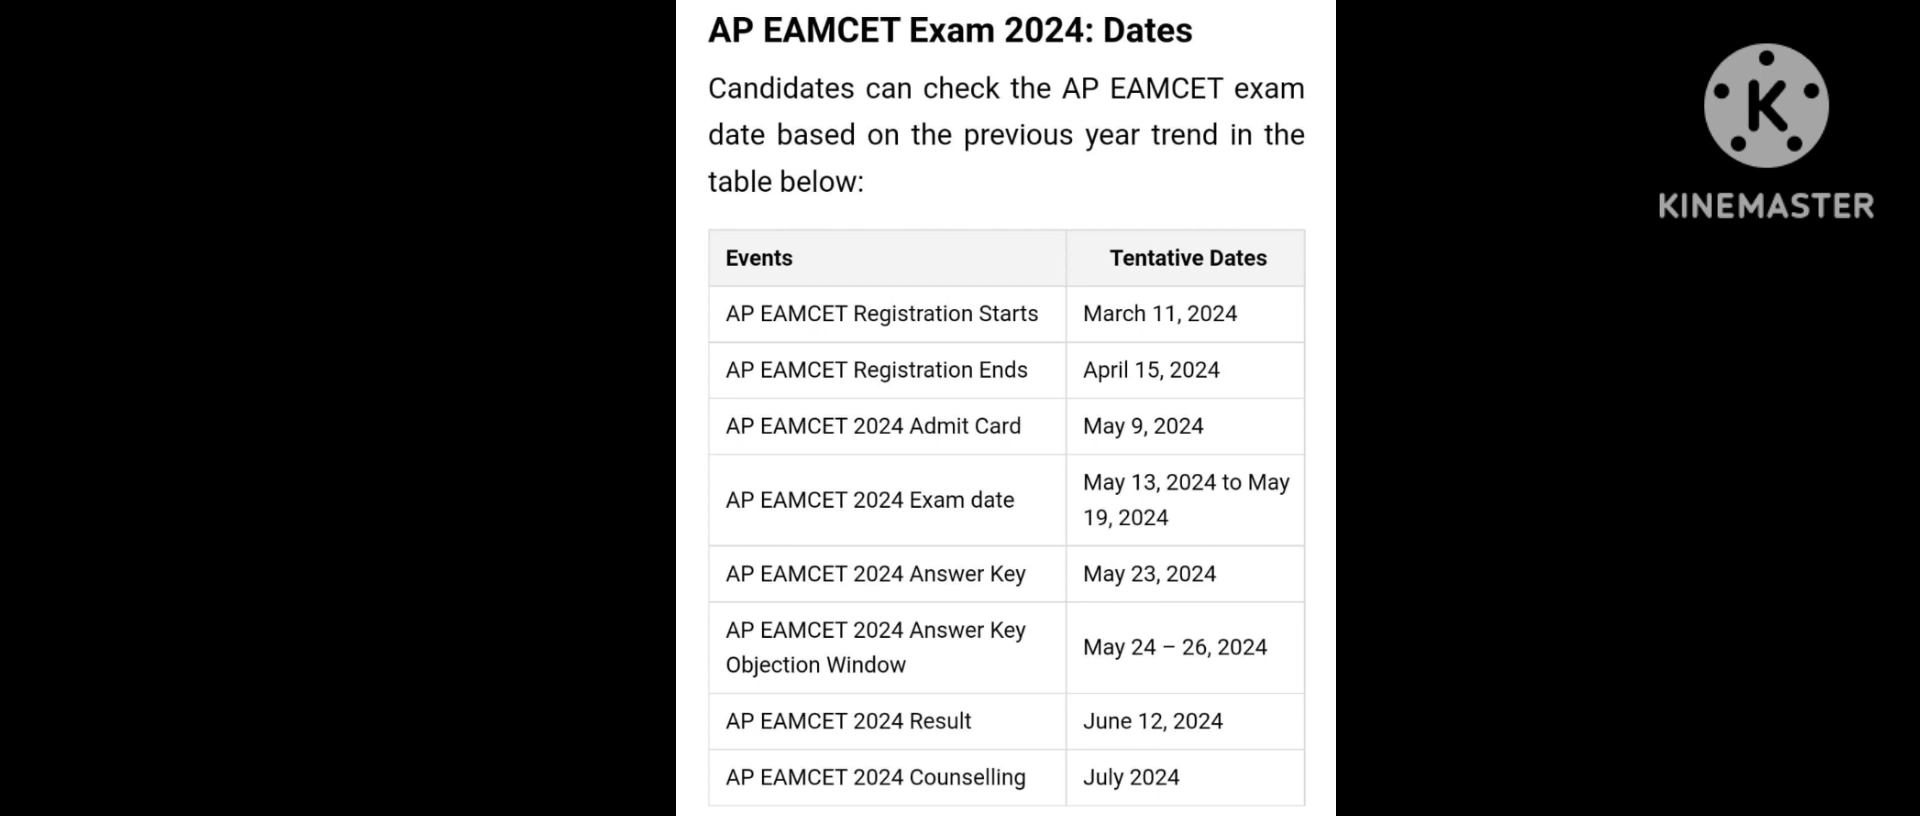 AP EAMCET Exam 2024: Dates
Candidates can check the AP EAMCET exam
date based on the previous year trend in the
table below:
Events Tentative Dates
AP EAMCET Registration Starts March 11, 2024
AP EAMCET Registration Ends April 15, 2024
AP EAMCET 2024 Admit Card May 9, 2024
AP EAMCET 2024 Exam date May 13, 2024 to May
19, 2024
AP EAMCET 2024 Answer Key May 23, 2024
AP EAMCET 2024 Answer Key
Objection Window May 24 – 26, 2024
AP EAMCET 2024 Result June 12, 2024
AP EAMCET 2024 Counselling July 2024
K
KINEMASTER